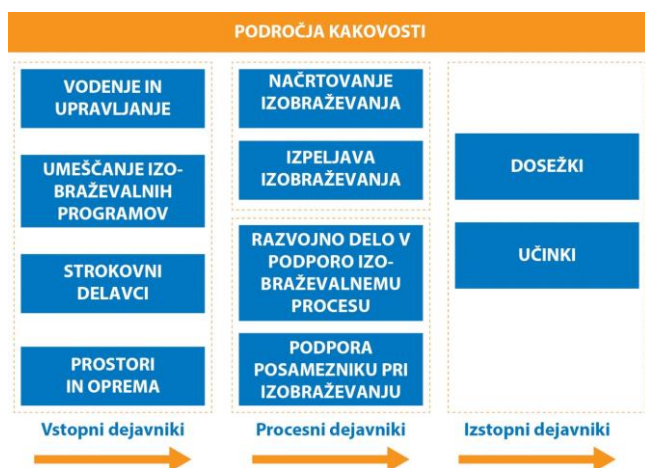 PODROČJA KAKOVOSTI
VODENJE IN
UPRAVLJANJE
UMEŠČANJE IZO-
BRAŽEVALNIH
PROGRAMOV
STROKOVNI
DELAVCI
PROSTORI
IN OPREMA
Vstopni dejavniki
NAČRTOVANJE
IZOBRAŽEVANJA
IZPELJAVA
IZOBRAŽEVANJA
RAZVOJNO DELO V
PODPORO IZO-
BRAŽEVALNEMU
PROCESU
PODPORA
POSAMEZNIKU PRI
IZOBRAŽEVANJU
Procesni dejavniki
DOSEŽKI
UČINKI
Izstopni dejavniki